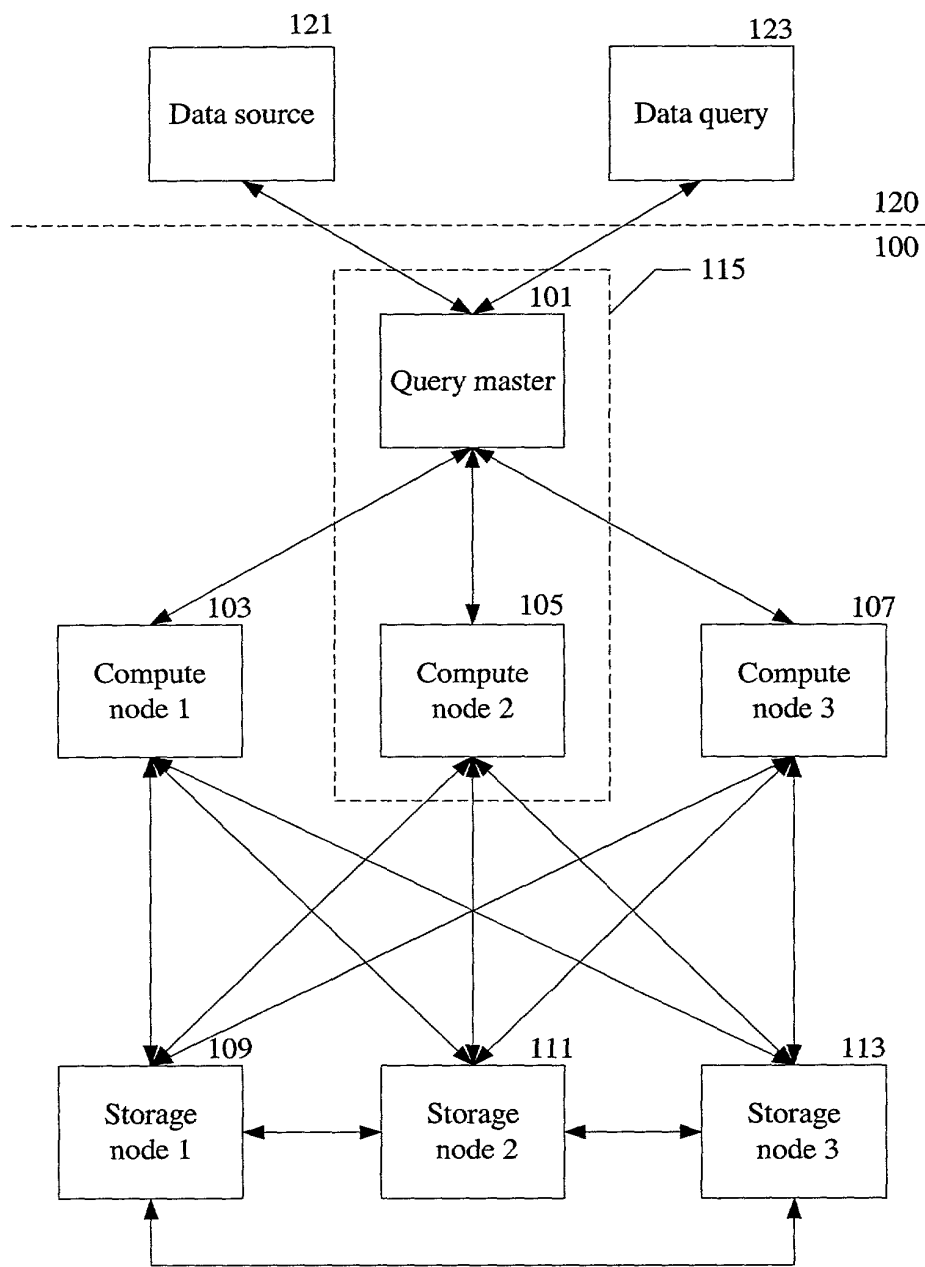 121
123
Data source
Data query
120
100
115
101
Query master
103
105
107
Compute
node 1
Compute
node 2
Compute
node 3
109
111
113
Storage
node 1
Storage
node 2
Storage
node 3